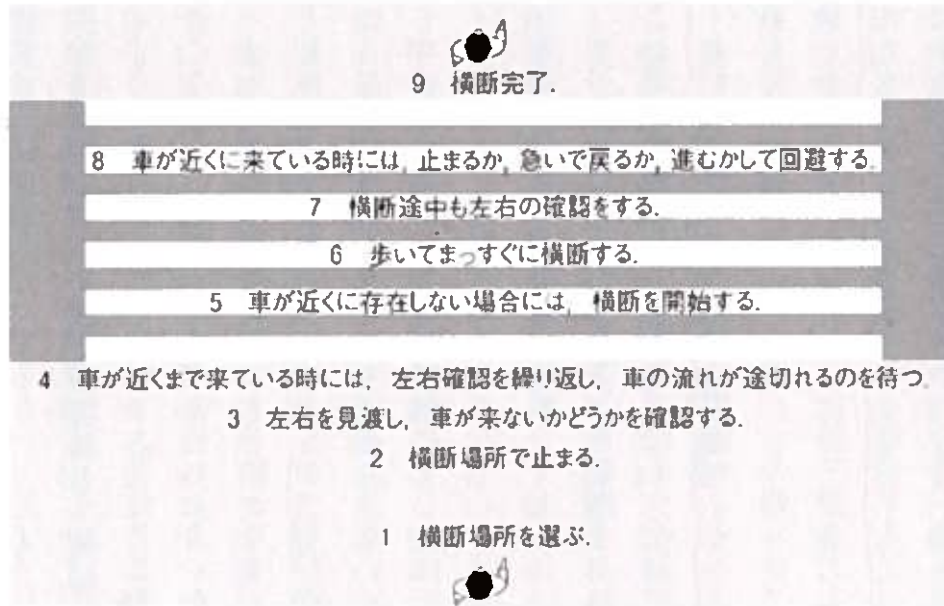 9 横断完了.
8 車が近くに来ている時には, 止まるか, 急いで戻るか, 進むかして回避する.
7 横断途中も左右の確認をする.
6 歩いてまっすぐに横断する.
5 車が近くに存在しない場合には, 横断を開始する.
4 車が近くまで来ている時には, 左右確認を繰り返し, 車の流れが途切れるのを待つ.
3 左右を見渡し, 車が来ないかどうかを確認する.
2 横断場所で止まる.
1 横断場所を選ぶ.